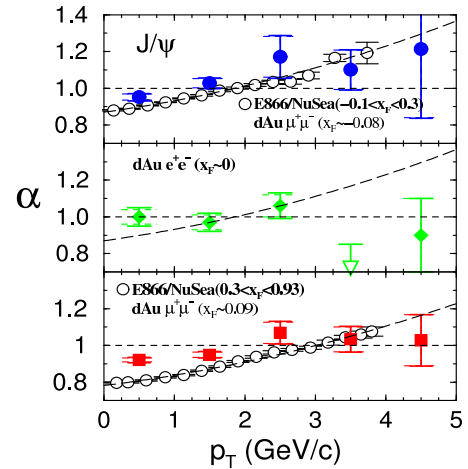 1.4
J/ψ
1.2
1.0
E866/NuSea(−0.1<x_F<0.3)
dAu μ⁺μ⁻ (x_F~−0.08)
0.8
dAu e⁺e⁻ (x_F~0)
1.2
α
1.0
0.8
E866/NuSea(0.3<x_F<0.93)
dAu μ⁺μ⁻ (x_F~0.09)
1.2
1.0
0.8
0 1 2 3 4 5
p_T (GeV/c)